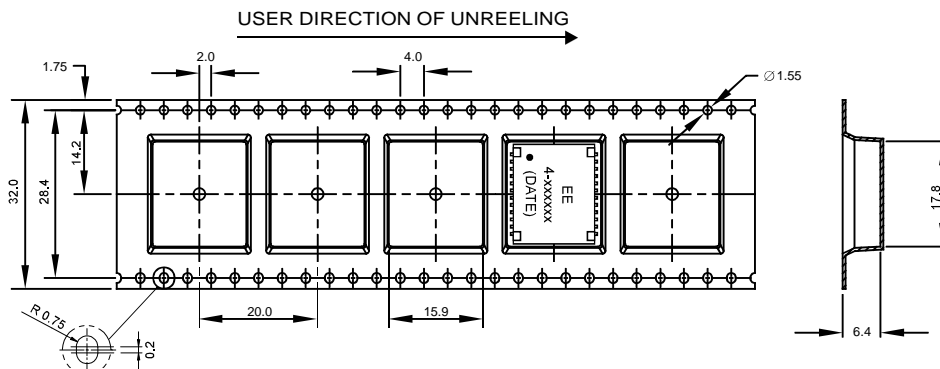 USER DIRECTION OF UNREELING
2.0
4.0
1.75
Ø1.55
14.2
28.4
32.0
EE
4-xxxxxx
(DATE)
17.8
20.0
15.9
6.4
R 0.75
0.2